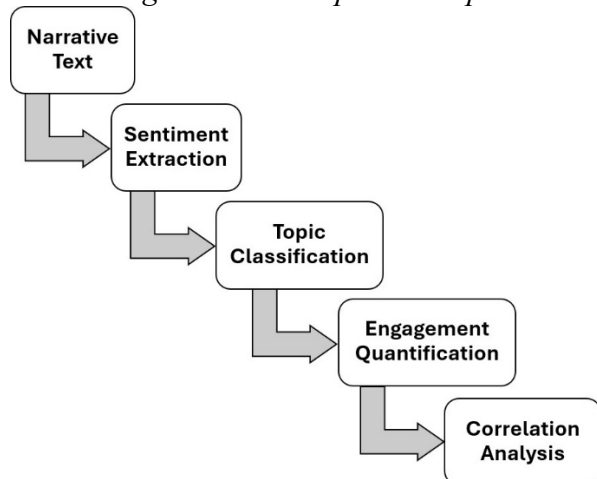 Narrative
Text
Sentiment
Extraction
Topic
Classification
Engagement
Quantification
Correlation
Analysis